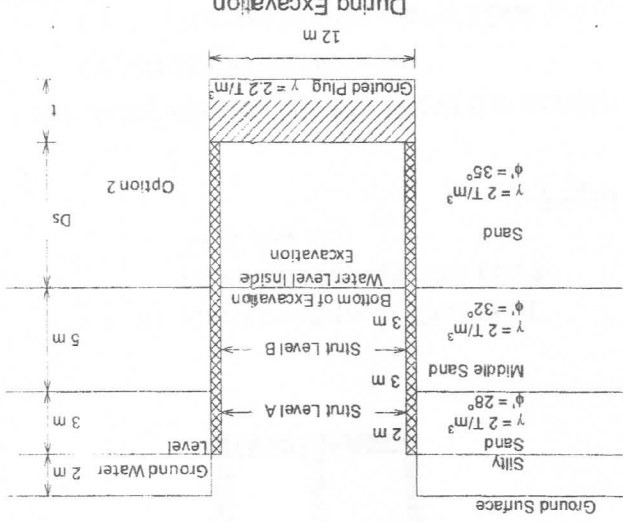 Ground Surface
Silty
Sand
γ = 2 T/m³
φ' = 28°
Ground Water
Level
2 m
2 m
Strut Level A
3 m
3 m
Middle Sand
γ = 2 T/m³
φ' = 32°
Strut Level B
3 m
5 m
Bottom of Excavation
Water Level Inside
Excavation
Sand
γ = 2 T/m³
φ' = 35°
Option 2
Ds
Grouted Plug γ = 2.2 T/m³
t
12 m
During Excavation